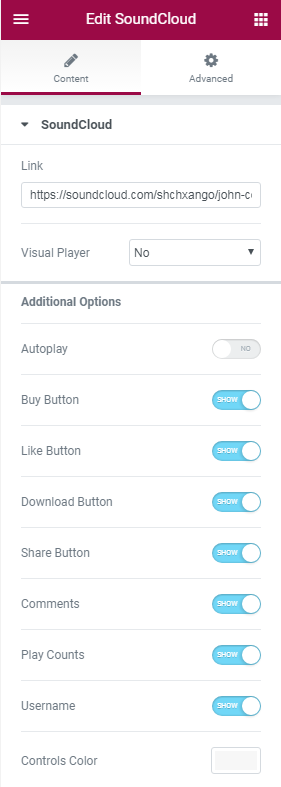 Edit SoundCloud
Content
Advanced
SoundCloud
Link
https://soundcloud.com/shchxango/john-c
Visual Player
No
Additional Options
Autoplay
NO
Buy Button
SHOW
Like Button
SHOW
Download Button
SHOW
Share Button
SHOW
Comments
SHOW
Play Counts
SHOW
Username
SHOW
Controls Color